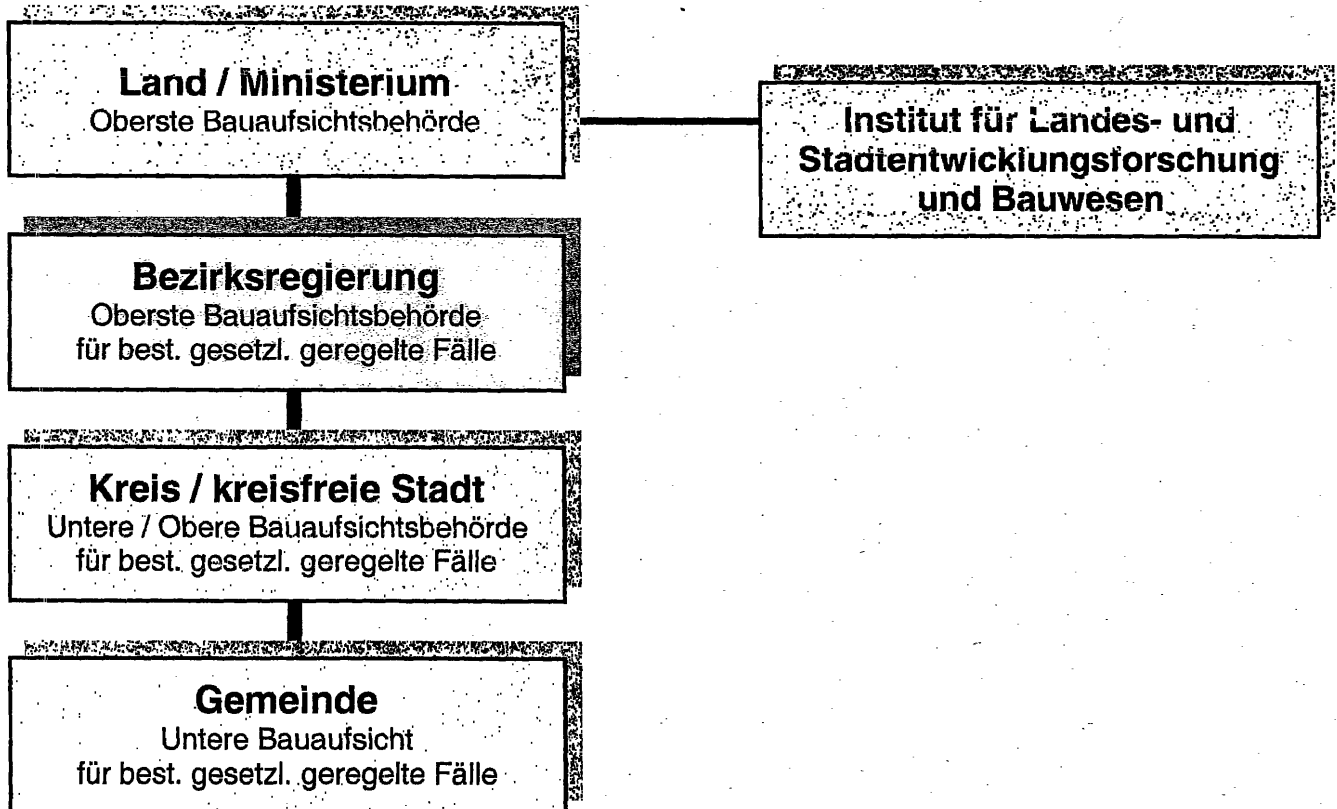 Land / Ministerium
Oberste Bauaufsichtsbehörde
Institut für Landes- und
Stadtentwicklungsforschung
und Bauwesen
Bezirksregierung
Oberste Bauaufsichtsbehörde
für best. gesetzl. geregelte Fälle
Kreis / kreisfreie Stadt
Untere / Obere Bauaufsichtsbehörde
für best. gesetzl. geregelte Fälle
Gemeinde
Untere Bauaufsicht
für best. gesetzl. geregelte Fälle